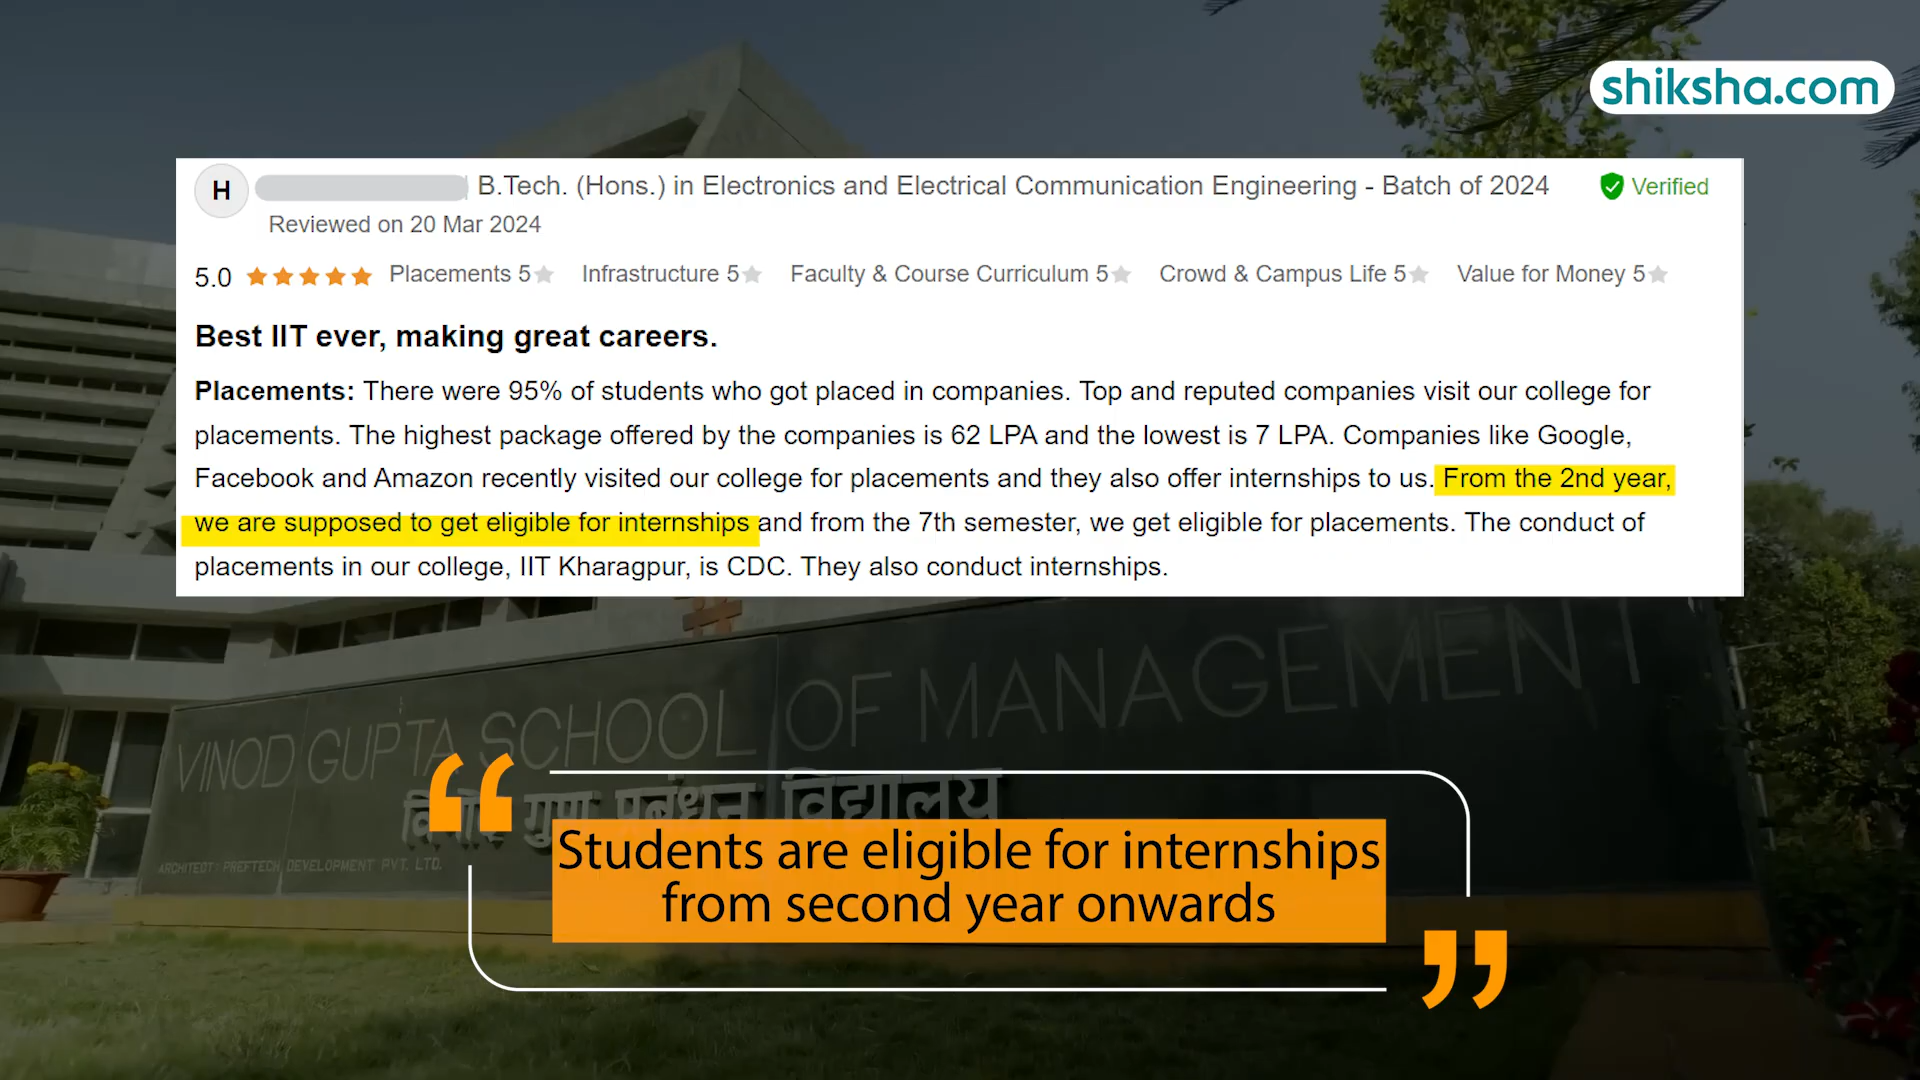 shiksha.com
H
B.Tech. (Hons.) in Electronics and Electrical Communication Engineering - Batch of 2024
Verified
Reviewed on 20 Mar 2024
5.0 Placements 5 Infrastructure 5 Faculty & Course Curriculum 5 Crowd & Campus Life 5 Value for Money 5
Best IIT ever, making great careers.
Placements: There were 95% of students who got placed in companies. Top and reputed companies visit our college for
placements. The highest package offered by the companies is 62 LPA and the lowest is 7 LPA. Companies like Google,
Facebook and Amazon recently visited our college for placements and they also offer internships to us. From the 2nd year,
we are supposed to get eligible for internships and from the 7th semester, we get eligible for placements. The conduct of
placements in our college, IIT Kharagpur, is CDC. They also conduct internships.
VINOD GUPTA SCHOOL OF MANAGEMENT
विनोद गुप्ता प्रबंधन विद्यालय
ARCHITECT: PREFTECH DEVELOPMENT PVT. LTD.
“Students are eligible for internships
from second year onwards”